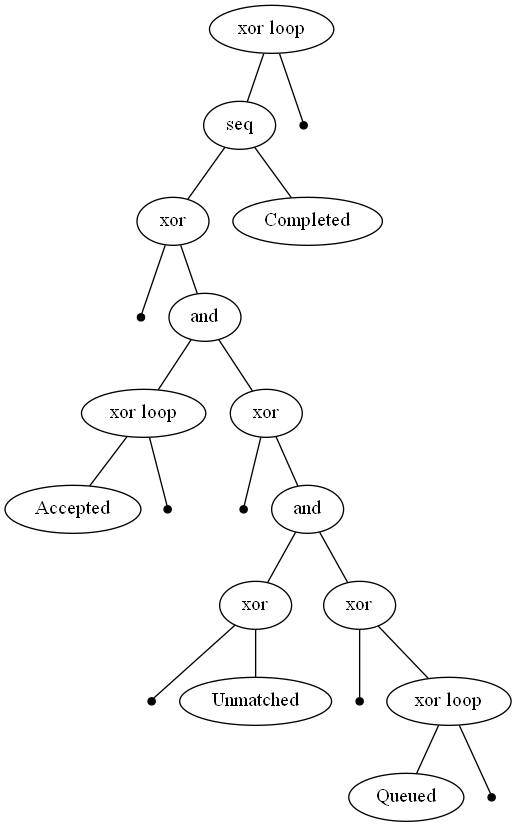 xor loop
seq
xor
Completed
and
xor loop
xor
Accepted
and
xor
xor
Unmatched
xor loop
Queued